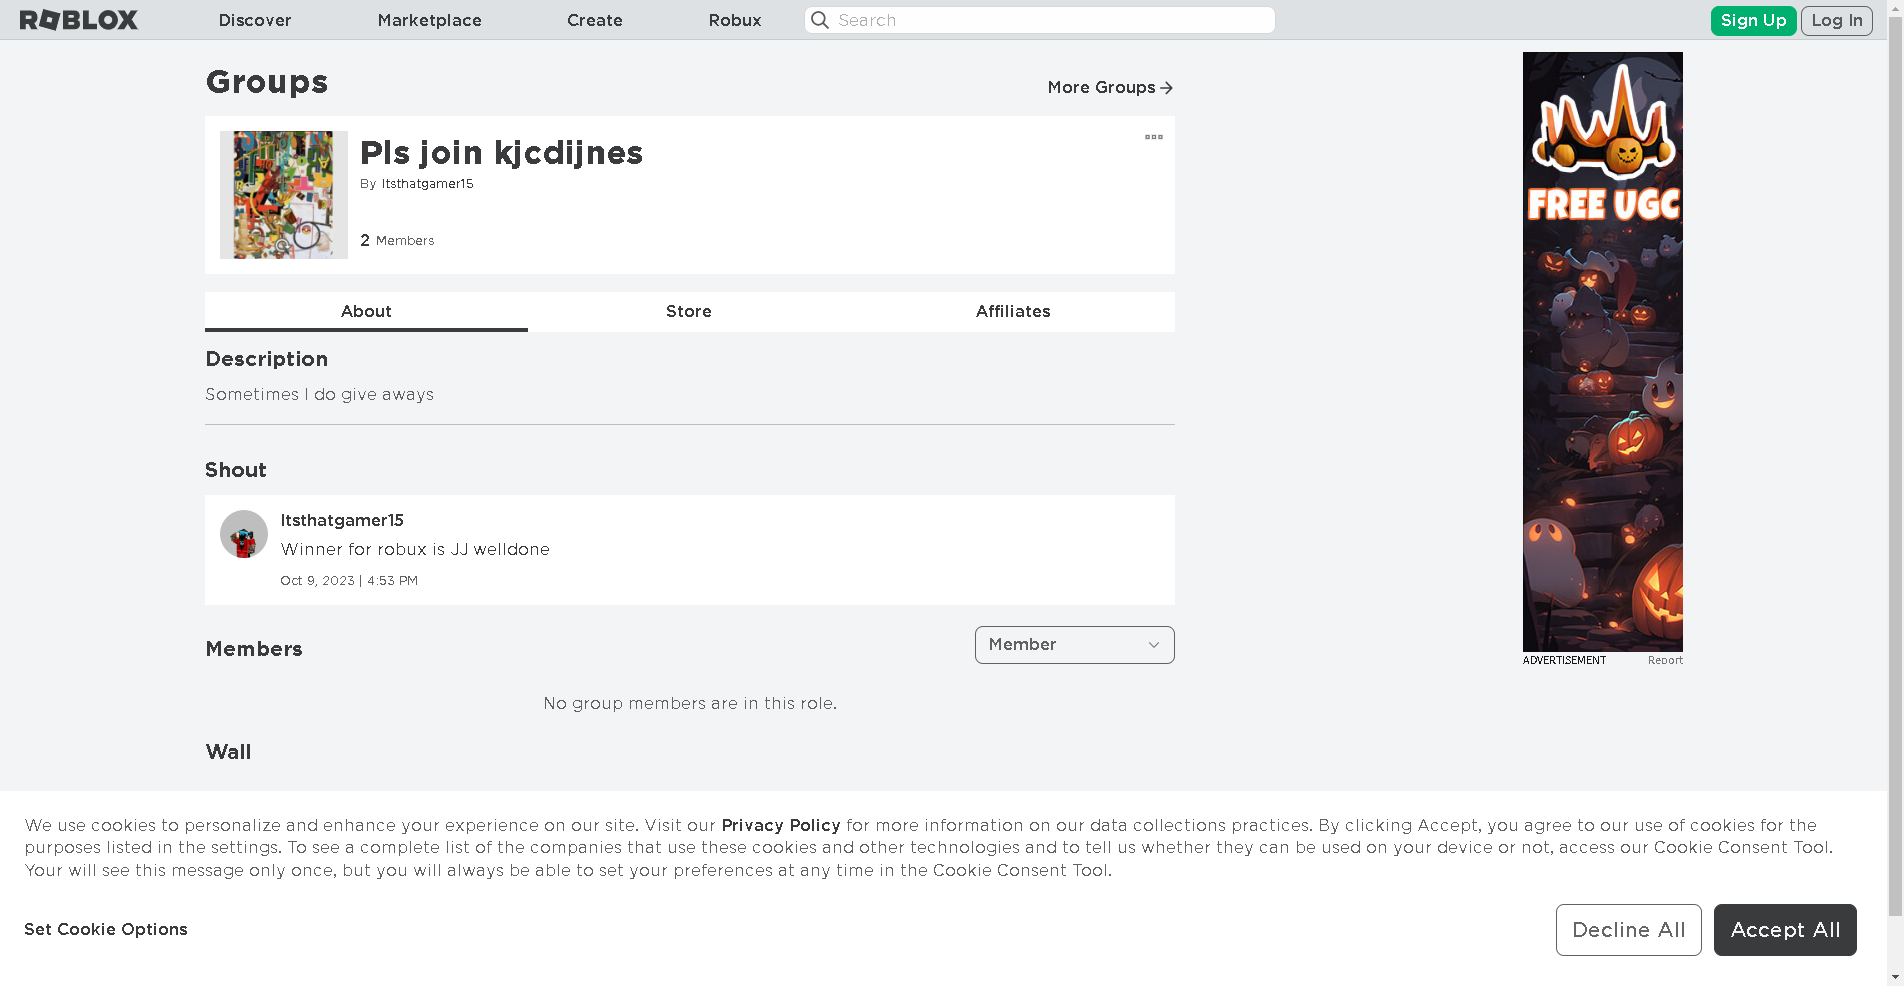 ROBLOX
Discover
Marketplace
Create
Robux
Search
Sign Up
Log In
Groups
More Groups
Pls join kjcdijnes
By Itsthatgamer15
2 Members
About
Store
Affiliates
Description
Sometimes I do give aways
Shout
Itsthatgamer15
Winner for robux is JJ welldone
Oct 9, 2023 | 4:53 PM
Members
Member
No group members are in this role.
Wall
FREE UGC
ADVERTISEMENT
Report
We use cookies to personalize and enhance your experience on our site. Visit our Privacy Policy for more information on our data collections practices. By clicking Accept, you agree to our use of cookies for the
purposes listed in the settings. To see a complete list of the companies that use these cookies and other technologies and to tell us whether they can be used on your device or not, access our Cookie Consent Tool.
Your will see this message only once, but you will always be able to set your preferences at any time in the Cookie Consent Tool.
Set Cookie Options
Decline All
Accept All